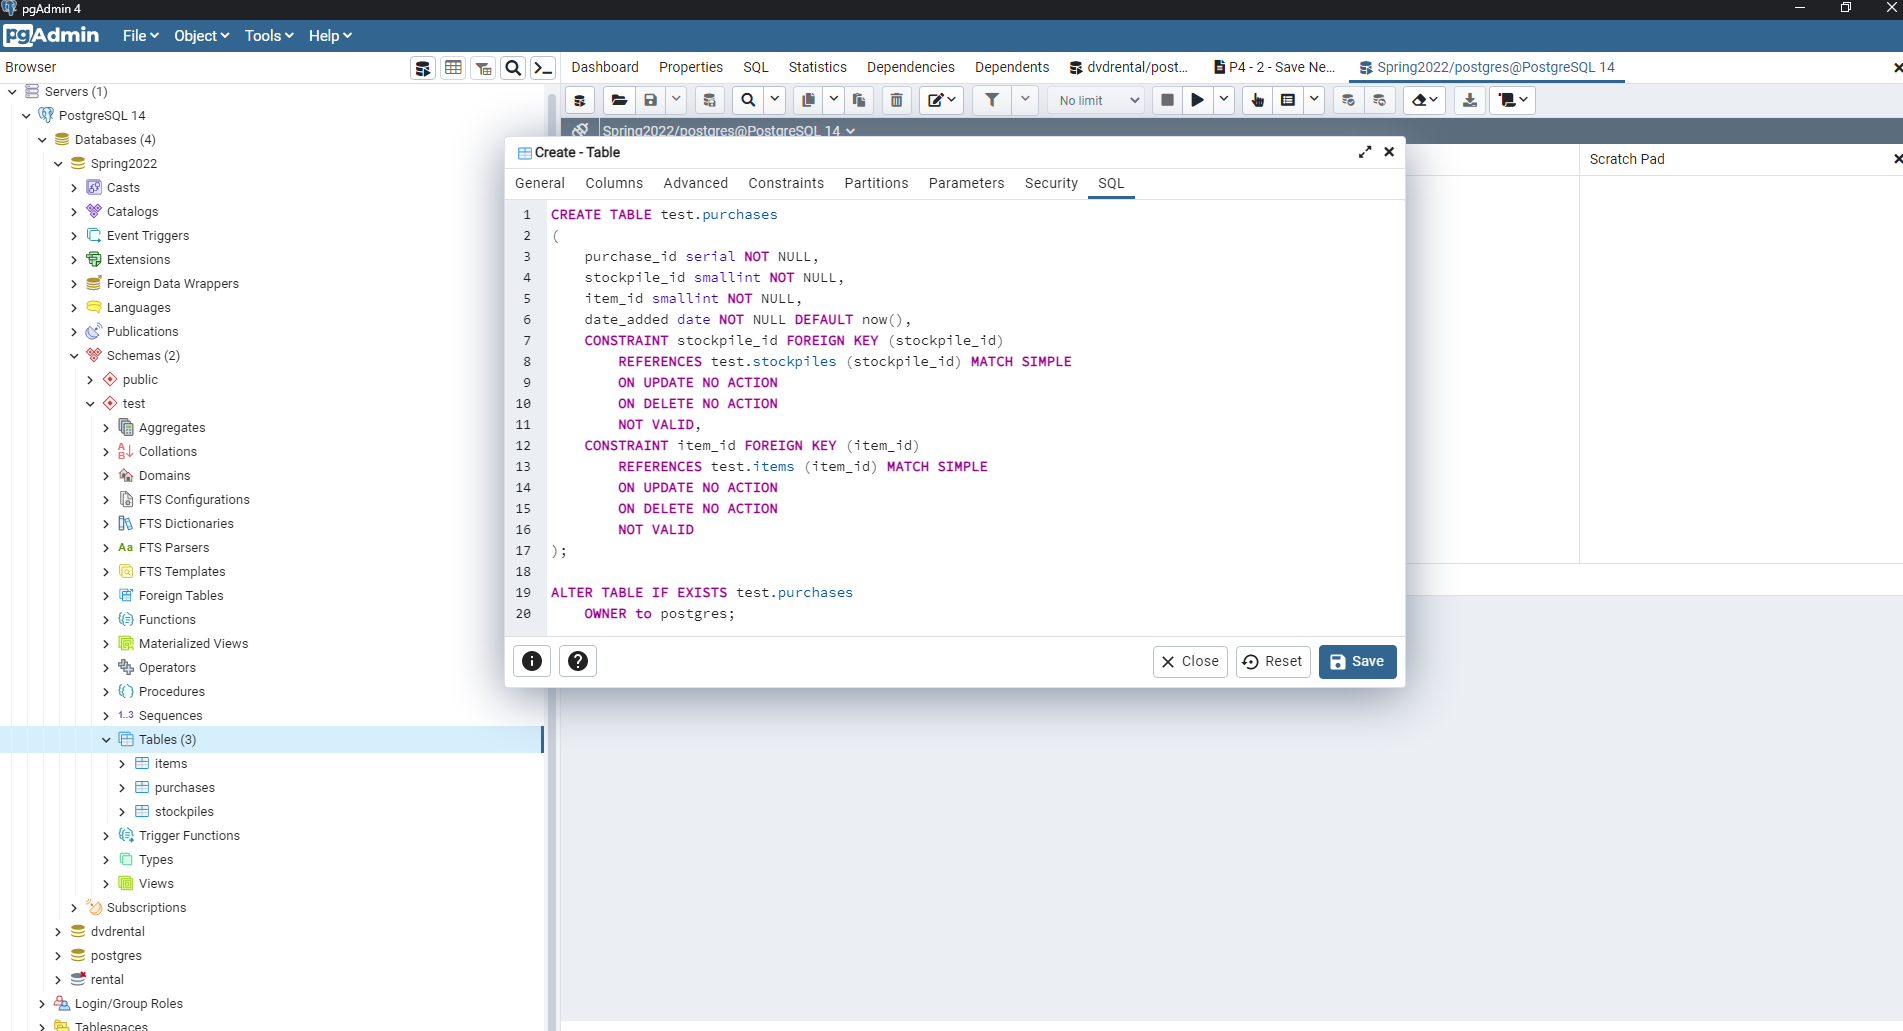 pgAdmin 4
pgAdmin File Object Tools Help
Browser
Dashboard Properties SQL Statistics Dependencies Dependents dvdrental/post... P4 - 2 - Save Ne... Spring2022/postgres@PostgreSQL 14
No limit
Spring2022/postgres@PostgreSQL 14
Servers (1)
PostgreSQL 14
Databases (4)
Spring2022
Casts
Catalogs
Event Triggers
Extensions
Foreign Data Wrappers
Languages
Publications
Schemas (2)
public
test
Aggregates
Collations
Domains
FTS Configurations
FTS Dictionaries
Aa FTS Parsers
FTS Templates
Foreign Tables
Functions
Materialized Views
Operators
Procedures
1..3 Sequences
Tables (3)
items
purchases
stockpiles
Trigger Functions
Types
Views
Subscriptions
dvdrental
postgres
rental
Login/Group Roles
Tablespaces
Create - Table
General Columns Advanced Constraints Partitions Parameters Security SQL
1 CREATE TABLE test.purchases
2 (
3 purchase_id serial NOT NULL,
4 stockpile_id smallint NOT NULL,
5 item_id smallint NOT NULL,
6 date_added date NOT NULL DEFAULT now(),
7 CONSTRAINT stockpile_id FOREIGN KEY (stockpile_id)
8 REFERENCES test.stockpiles (stockpile_id) MATCH SIMPLE
9 ON UPDATE NO ACTION
10 ON DELETE NO ACTION
11 NOT VALID,
12 CONSTRAINT item_id FOREIGN KEY (item_id)
13 REFERENCES test.items (item_id) MATCH SIMPLE
14 ON UPDATE NO ACTION
15 ON DELETE NO ACTION
16 NOT VALID
17 );
18
19 ALTER TABLE IF EXISTS test.purchases
20 OWNER to postgres;
Close Reset Save
Scratch Pad